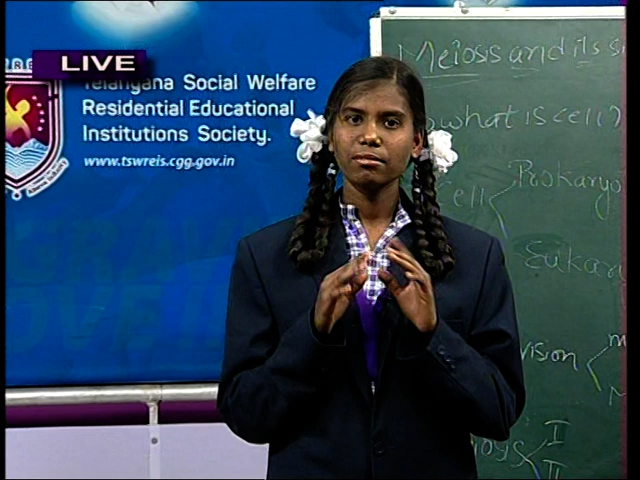 LIVE
Telangana Social Welfare
Residential Educational
Institutions Society.
www.tswreis.cgg.gov.in
Meiosis and its
what is cell?
cell
Prokaryo
Eukar
vision
I
II